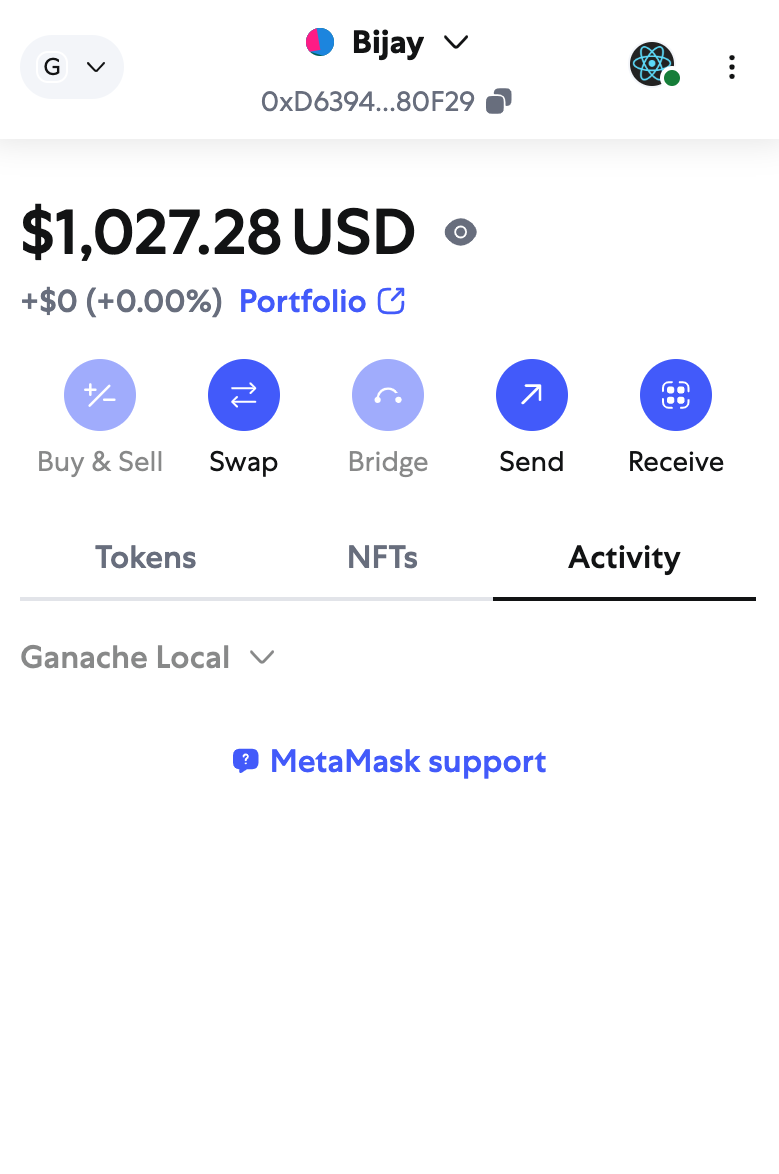 G
Bijay
0xD6394...80F29
$1,027.28 USD
+$0 (+0.00%) Portfolio
Buy & Sell
Swap
Bridge
Send
Receive
Tokens
NFTs
Activity
Ganache Local
MetaMask support